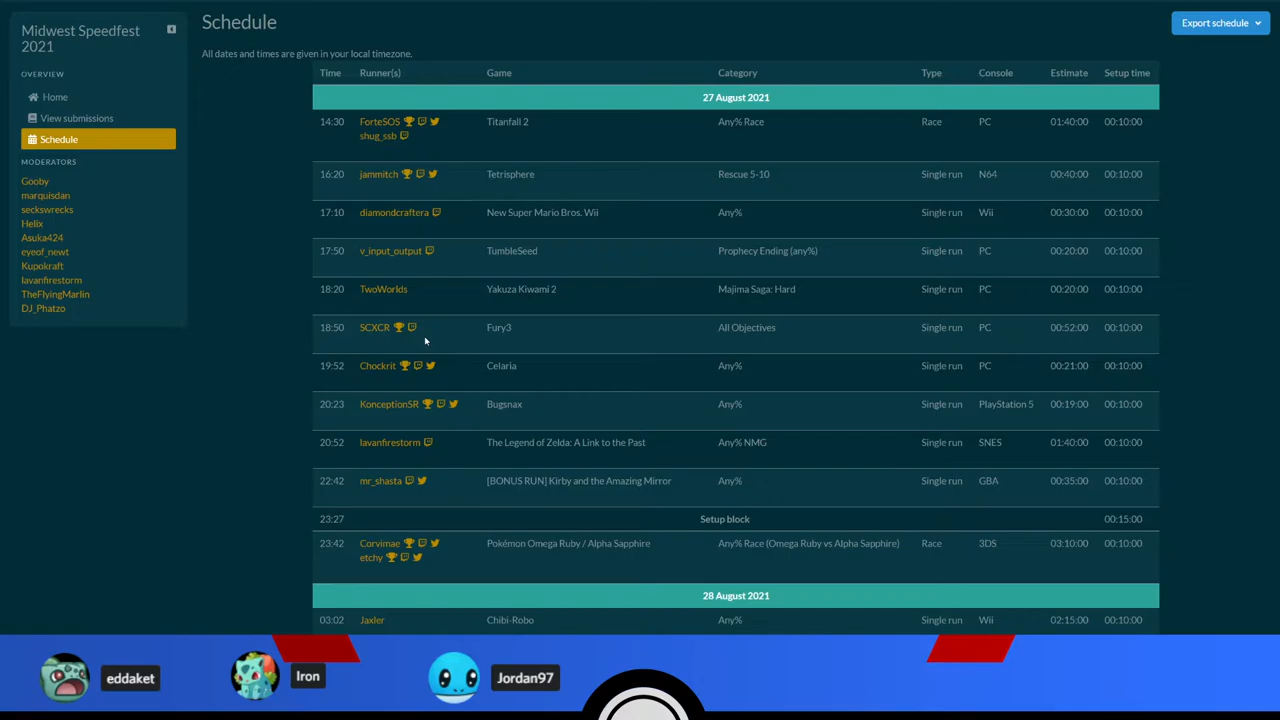 Midwest Speedfest
2021
OVERVIEW
Home
View submissions
Schedule
MODERATORS
Gooby
marquisdan
seckswrecks
Helix
Asuka424
eyeof_newt
Kupokraft
lavanfirestorm
TheFlyingMarlin
DJ_Phatzo
Schedule
Export schedule
All dates and times are given in your local timezone.
Time Runner(s) Game Category Type Console Estimate Setup time
27 August 2021
14:30 ForteSOS Titanfall 2 Any% Race Race PC 01:40:00 00:10:00
shug_ssb
16:20 jammitch Tetrisphere Rescue 5-10 Single run N64 00:40:00 00:10:00
17:10 diamondcraftera New Super Mario Bros. Wii Any% Single run Wii 00:30:00 00:10:00
17:50 v_input_output TumbleSeed Prophecy Ending (any%) Single run PC 00:20:00 00:10:00
18:20 TwoWorlds Yakuza Kiwami 2 Majima Saga: Hard Single run PC 00:20:00 00:10:00
18:50 SCXCR Fury3 All Objectives Single run PC 00:52:00 00:10:00
19:52 Chockrit Celaria Any% Single run PC 00:21:00 00:10:00
20:23 KonceptionSR Bugsnax Any% Single run PlayStation 5 00:19:00 00:10:00
20:52 lavanfirestorm The Legend of Zelda: A Link to the Past Any% NMG Single run SNES 01:40:00 00:10:00
22:42 mr_shasta [BONUS RUN] Kirby and the Amazing Mirror Any% Single run GBA 00:35:00 00:10:00
23:27 Setup block 00:15:00
23:42 Corvimae Pokémon Omega Ruby / Alpha Sapphire Any% Race (Omega Ruby vs Alpha Sapphire) Race 3DS 03:10:00 00:10:00
etchy
28 August 2021
03:02 Jaxler Chibi-Robo Any% Single run Wii 02:15:00 00:10:00
eddaket
Iron
Jordan97